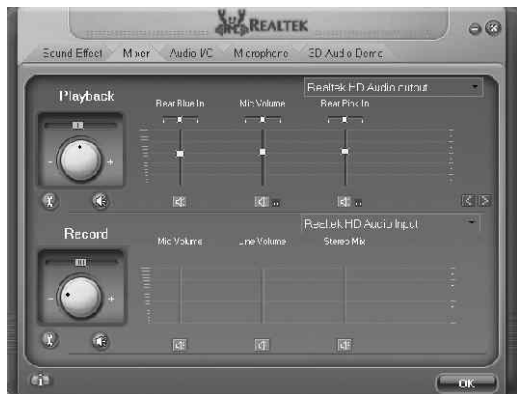 REALTEK
Sound Effect Mixer Audio I/O Microphone 3D Audio Demo
Realtek HD Audio output
Playback
Rear Blue In Mic Volume Rear Pink In
- +
Realtek HD Audio Input
Record
Mic Volume Line Volume Stereo Mix
- +
i
OK